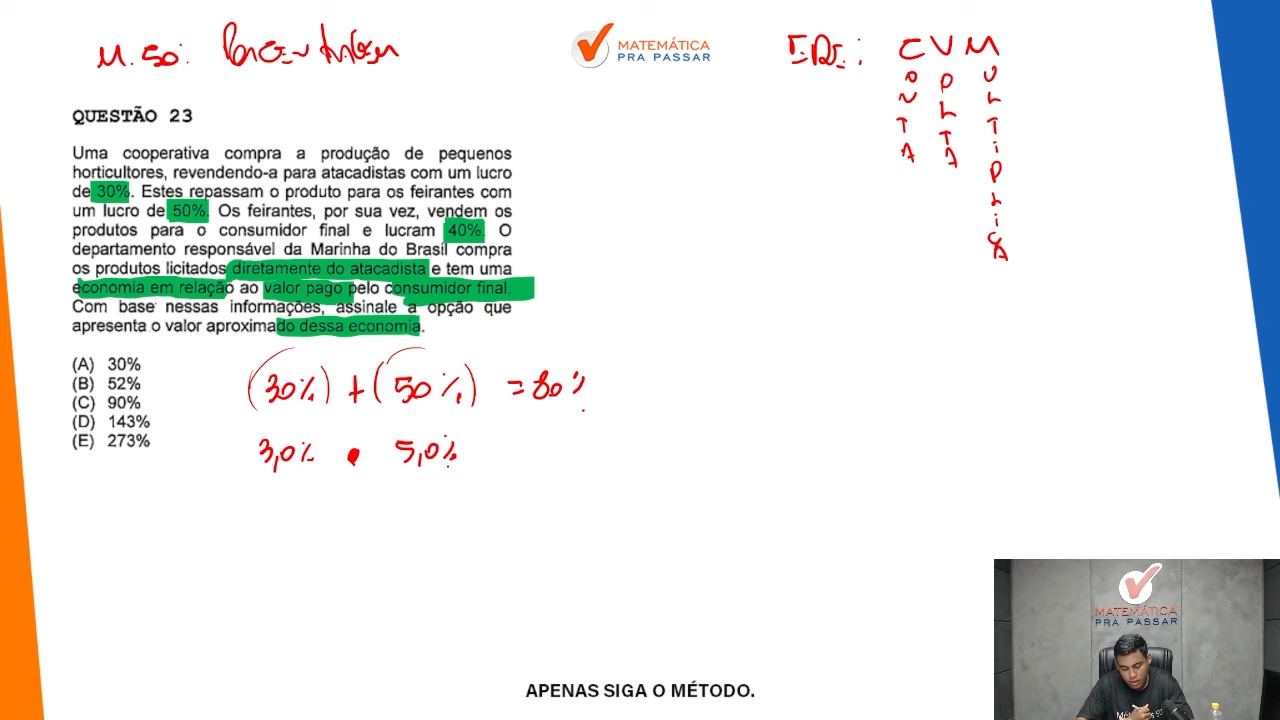 M. 50: Porcentagem
MATEMÁTICA
PRA PASSAR
C V M
CONTA
VOLTA
MULTIPLICA
QUESTÃO 23
Uma cooperativa compra a produção de pequenos
horticultores, revendendo-a para atacadistas com um lucro
de 30%. Estes repassam o produto para os feirantes com
um lucro de 50%. Os feirantes, por sua vez, vendem os
produtos para o consumidor final e lucram 40%. O
departamento responsável da Marinha do Brasil compra
os produtos licitados diretamente do atacadista e tem uma
economia em relação ao valor pago pelo consumidor final.
Com base nessas informações, assinale a opção que
apresenta o valor aproximado dessa economia.
(A) 30%
(B) 52%
(C) 90%
(D) 143%
(E) 273%
(30%) + (50%) = 80%
3,0% . 5,0%
MATEMÁTICA
PRA PASSAR
APENAS SIGA O MÉTODO.